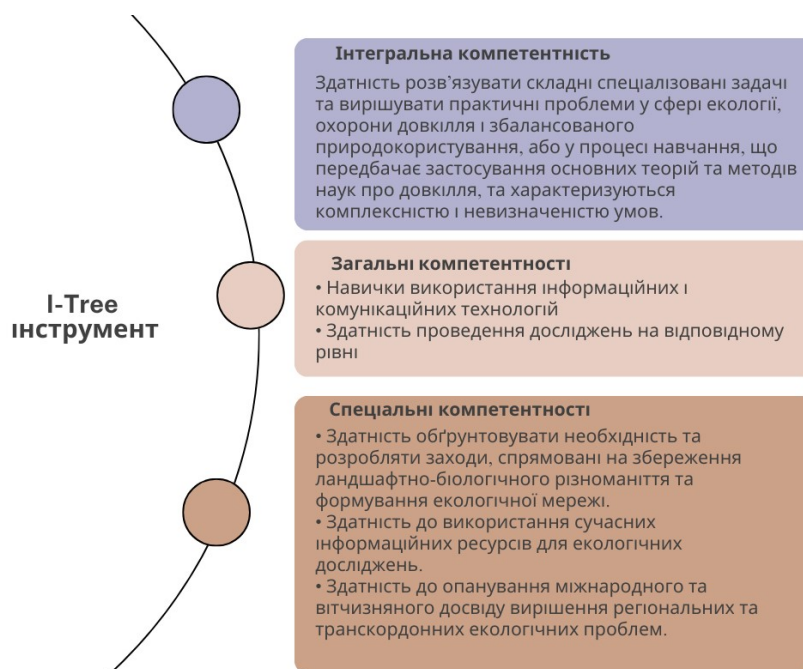 I-Tree
інструмент
Інтегральна компетентність
Здатність розв’язувати складні спеціалізовані задачі
та вирішувати практичні проблеми у сфері екології,
охорони довкілля і збалансованого
природокористування, або у процесі навчання, що
передбачає застосування основних теорій та методів
наук про довкілля, та характеризуються
комплексністю і невизначеністю умов.
Загальні компетентності
• Навички використання інформаційних і
комунікаційних технологій
• Здатність проведення досліджень на відповідному
рівні
Спеціальні компетентності
• Здатність обґрунтовувати необхідність та
розробляти заходи, спрямовані на збереження
ландшафтно-біологічного різноманіття та
формування екологічної мережі.
• Здатність до використання сучасних
інформаційних ресурсів для екологічних
досліджень.
• Здатність до опанування міжнародного та
вітчизняного досвіду вирішення регіональних та
транскордонних екологічних проблем.